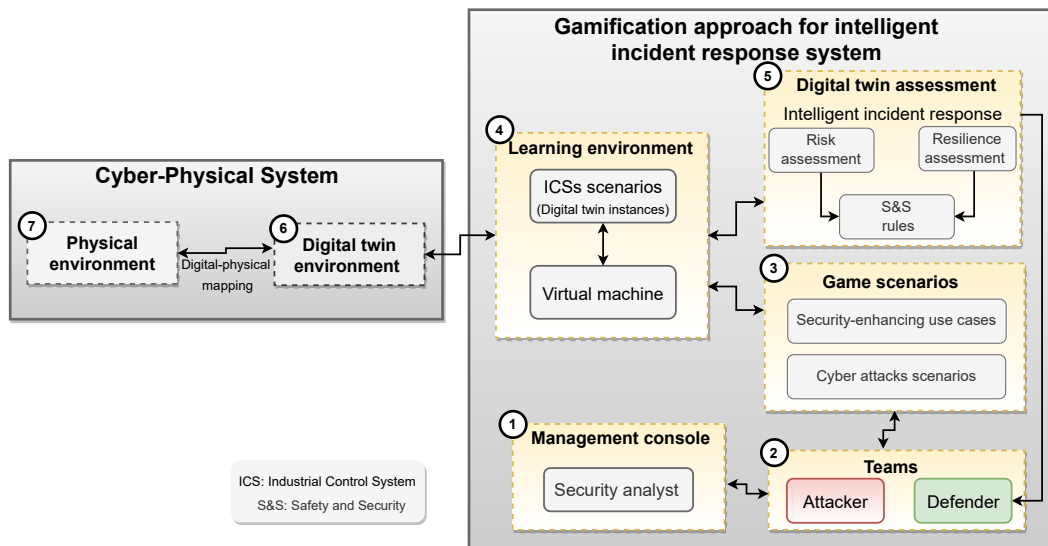 Gamification approach for intelligent
incident response system
Cyber-Physical System
7
Physical
environment
Digital-physical
mapping
6
Digital twin
environment
4
Learning environment
ICSs scenarios
(Digital twin instances)
Virtual machine
5
Digital twin assessment
Intelligent incident response
Risk
assessment
Resilience
assessment
S&S
rules
3
Game scenarios
Security-enhancing use cases
Cyber attacks scenarios
1
Management console
Security analyst
2
Teams
Attacker
Defender
ICS: Industrial Control System
S&S: Safety and Security